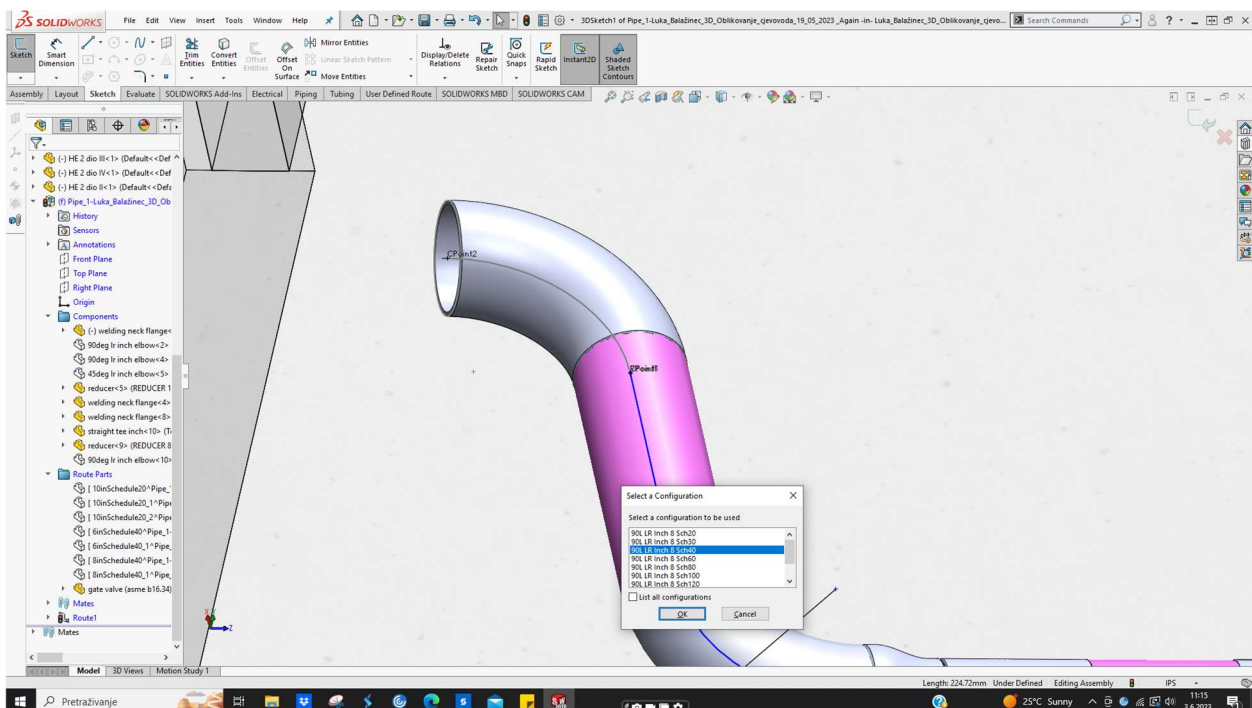 SOLIDWORKS File Edit View Insert Tools Window Help
3DSketch1 of Pipe_1-Luka_Balažinec_3D_Oblikovanje_cjevovoda_19_05_2023 _Again -in- Luka_Balažinec_3D_Oblikovanje_cjevo...
Search Commands
Sketch
Smart Dimension
Trim Entities
Convert Entities
Offset Entities
Offset On Surface
Mirror Entities
Linear Sketch Pattern
Move Entities
Display/Delete Relations
Repair Sketch
Quick Snaps
Rapid Sketch
Instant2D
Shaded Sketch Contours
Assembly Layout Sketch Evaluate SOLIDWORKS Add-Ins Electrical Piping Tubing User Defined Route SOLIDWORKS MBD SOLIDWORKS CAM
(-) HE 2 dio III<1> (Default<<Def
(-) HE 2 dio IV<1> (Default<<Def
(-) HE 2 dio II<1> (Default<<Defa
(f) Pipe_1-Luka_Balažinec_3D_Ob
History
Sensors
Annotations
Front Plane
Top Plane
Right Plane
Origin
Components
(-) welding neck flange<
90deg lr inch elbow<2>
90deg lr inch elbow<4>
45deg lr inch elbow<5>
reducer<5> (REDUCER 1
welding neck flange<4>
welding neck flange<8>
straight tee inch<10> (T
reducer<9> (REDUCER 8
90deg lr inch elbow<10>
Route Parts
[ 10inSchedule20^Pipe_
[ 10inSchedule20_1^Pip
[ 10inSchedule20_2^Pip
[ 6inSchedule40^Pipe_1-
[ 6inSchedule40_1^Pipe_
[ 8inSchedule40^Pipe_1-
[ 8inSchedule40_1^Pipe_
gate valve (asme b16.34)
Mates
Route1
Mates
CPoint2
Z
Select a Configuration
Select a configuration to be used
90L LR Inch 8 Sch20
90L LR Inch 8 Sch30
90L LR Inch 8 Sch40
90L LR Inch 8 Sch60
90L LR Inch 8 Sch80
90L LR Inch 8 Sch100
90L LR Inch 8 Sch120
List all configurations
OK Cancel
Model 3D Views Motion Study 1
Length: 224.72mm Under Defined Editing Assembly IPS
Pretraživanje
25°C Sunny
11:15
3.6.2023.